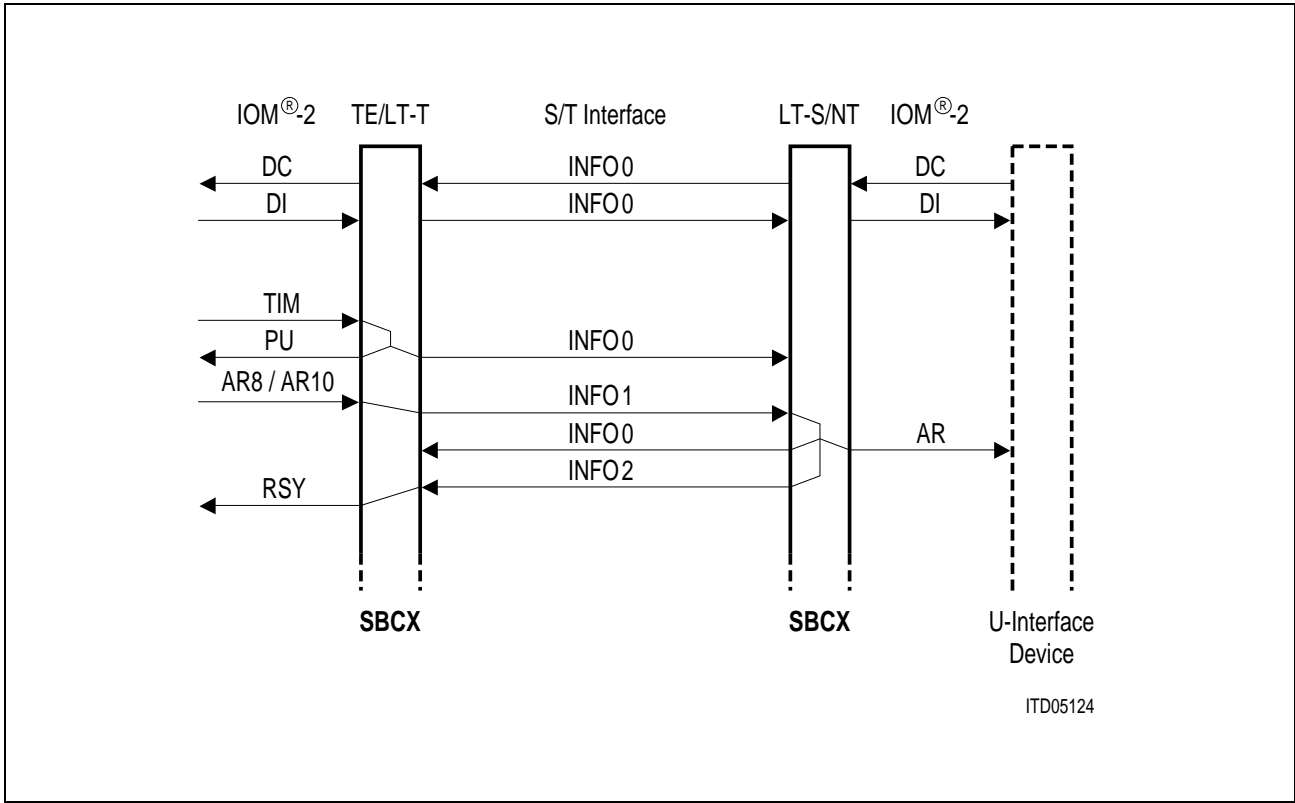 IOM®-2 TE/LT-T S/T Interface LT-S/NT IOM®-2
DC INFO 0 DC
DI INFO 0 DI
TIM
PU INFO 0
AR8 / AR10 INFO 1
INFO 0 AR
INFO 2
RSY
SBCX SBCX U-Interface
Device
ITD05124